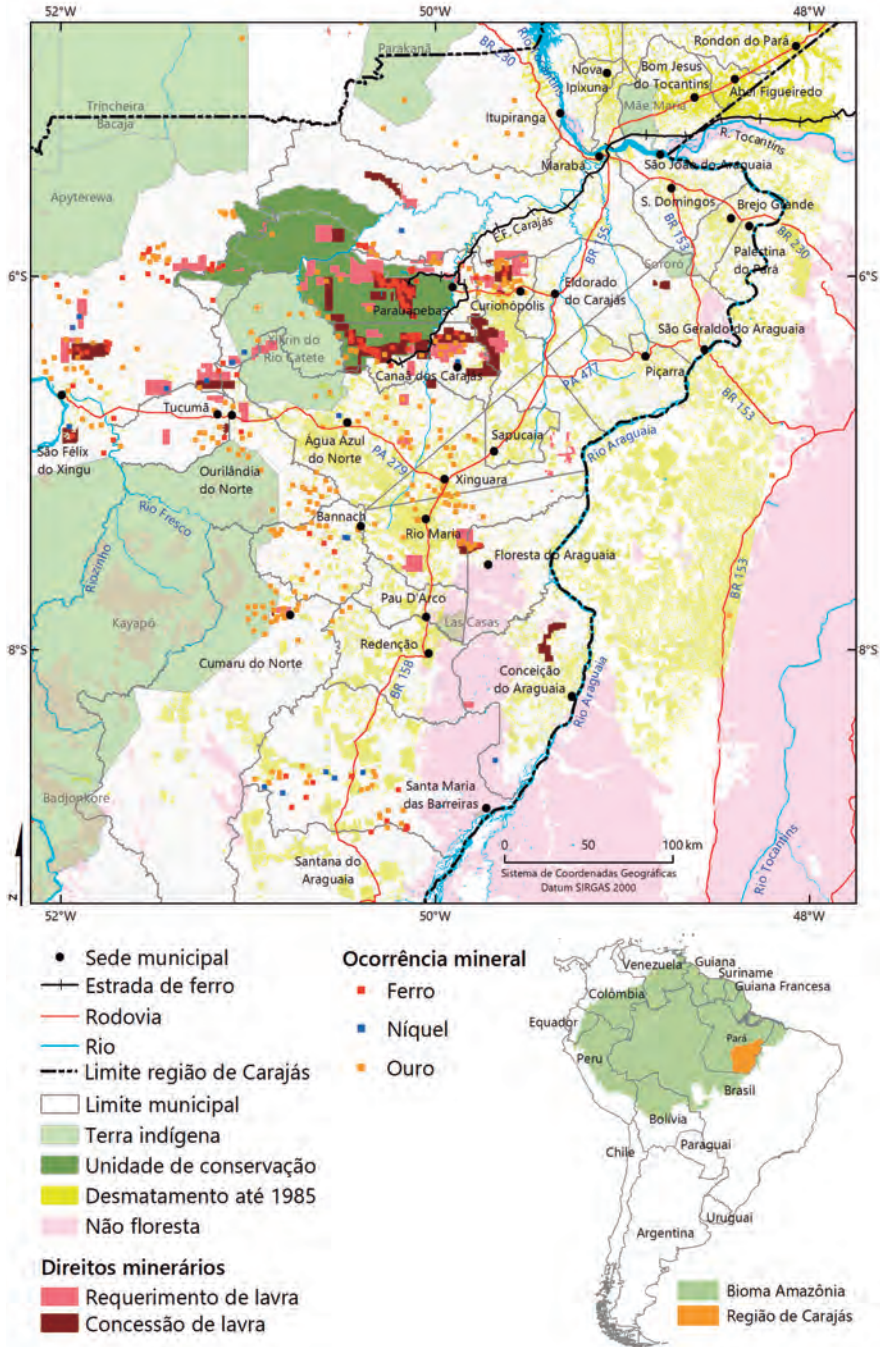 52°W
50°W
48°W
Parakanã
BR 230
Rondon do Pará
Nova
Ipixuna
Bom Jesus
do Tocantins
Abel Figueiredo
Trincheira
Bacaja
Mãe Maria
Itupiranga
R. Tocantins
Marabá
São João do Araguaia
Apyterewa
S. Domingos
Brejo Grande
E.F. Carajás
BR 155
BR 153
BR 230
Palestina
do Pará
6°S
6°S
Sororó
Parauapebas
Curionópolis
Eldorado
do Carajás
Xikrin do
Rio Catete
São Geraldo do Araguaia
Canaã dos Carajás
PA 477
Piçarra
BR 153
Tucumã
São Félix
do Xingu
Água Azul
do Norte
Sapucaia
Rio Araguaia
Ourilândia
do Norte
PA 279
Xinguara
Rio Fresco
Bannach
Rio Maria
Riozinho
Floresta do Araguaia
BR 153
Kayapó
Pau D'Arco
Las Casas
8°S
8°S
Cumaru do Norte
Redenção
BR 158
Conceição
do Araguaia
Rio Araguaia
Badjonkore
Santa Maria
das Barreiras
0 50 100 km
Santana do
Araguaia
Sistema de Coordenadas Geográficas
Datum SIRGAS 2000
Rio Tocantins
Z
52°W
50°W
48°W
Sede municipal
Estrada de ferro
Rodovia
Rio
Limite região de Carajás
Limite municipal
Terra indígena
Unidade de conservação
Desmatamento até 1985
Não floresta
Direitos minerários
Requerimento de lavra
Concessão de lavra
Ocorrência mineral
Ferro
Níquel
Ouro
Venezuela
Guiana
Suriname
Guiana Francesa
Colômbia
Equador
Pará
Peru
Brasil
Bolívia
Paraguai
Chile
Uruguai
Argentina
Bioma Amazônia
Região de Carajás